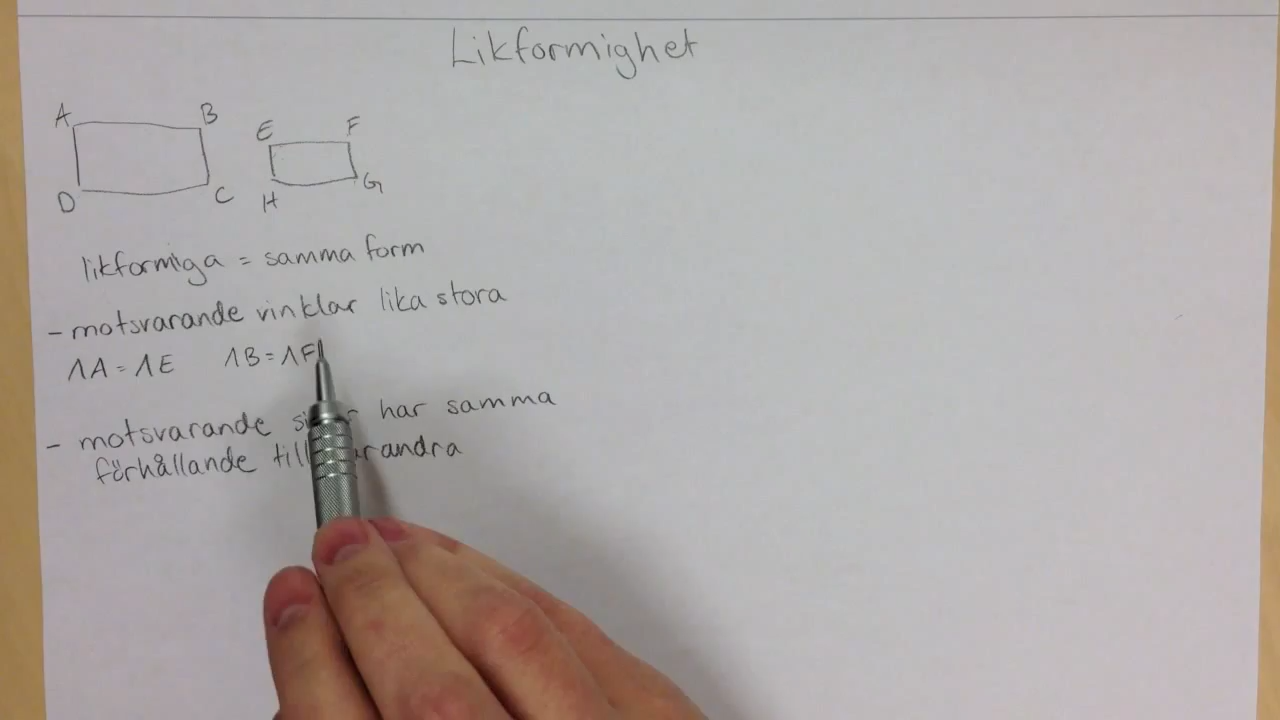 Likformighet
A B
E F
D C
H G
likformiga = samma form
- motsvarande vinklar lika stora
∧A = ∧E ∧B = ∧F
- motsvarande har samma
förhållande till